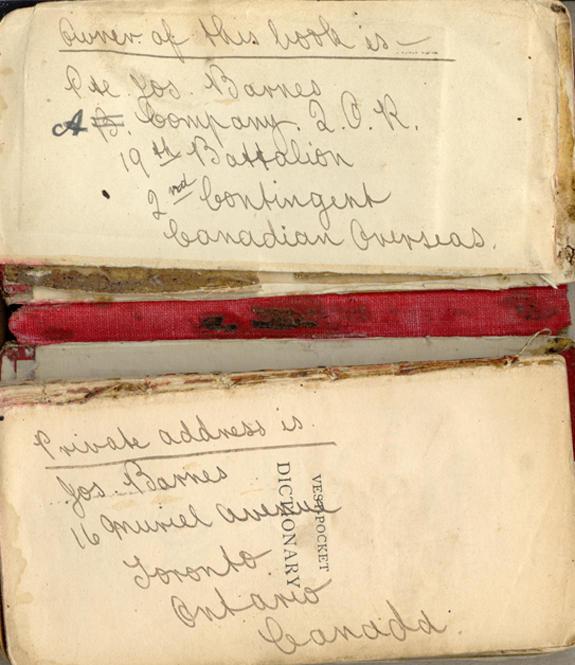 Owner of this book is—
Pte Jos. Barnes
A B. Company. Q.O.R.
19th Battalion
2nd Contingent
Canadian Overseas.
Private address is
Jos. Barnes
16 Muriel Avenue
Toronto
Ontario
Canada.
VEST-POCKET
DICTIONARY